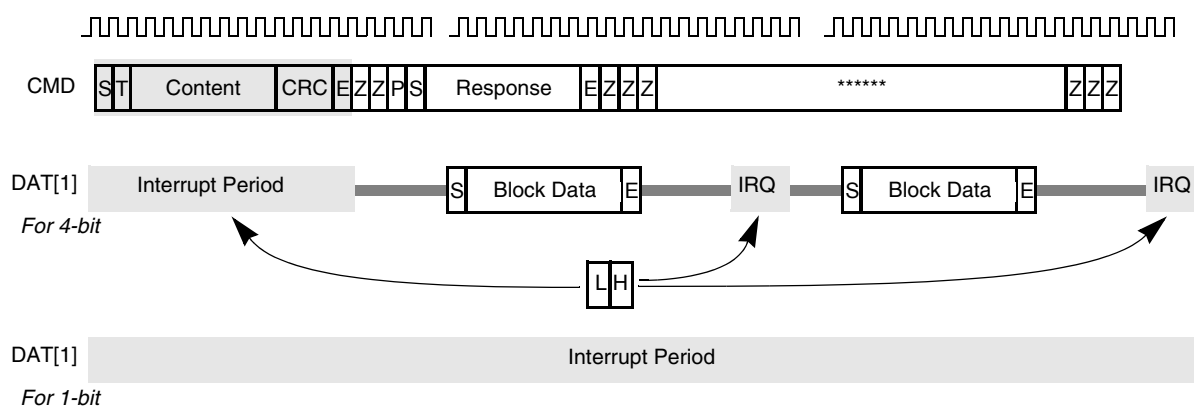 CMD S T Content CRC E Z Z P S Response E Z Z Z ****** Z Z Z
DAT[1] Interrupt Period S Block Data E IRQ S Block Data E IRQ
For 4-bit
L H
DAT[1] Interrupt Period
For 1-bit